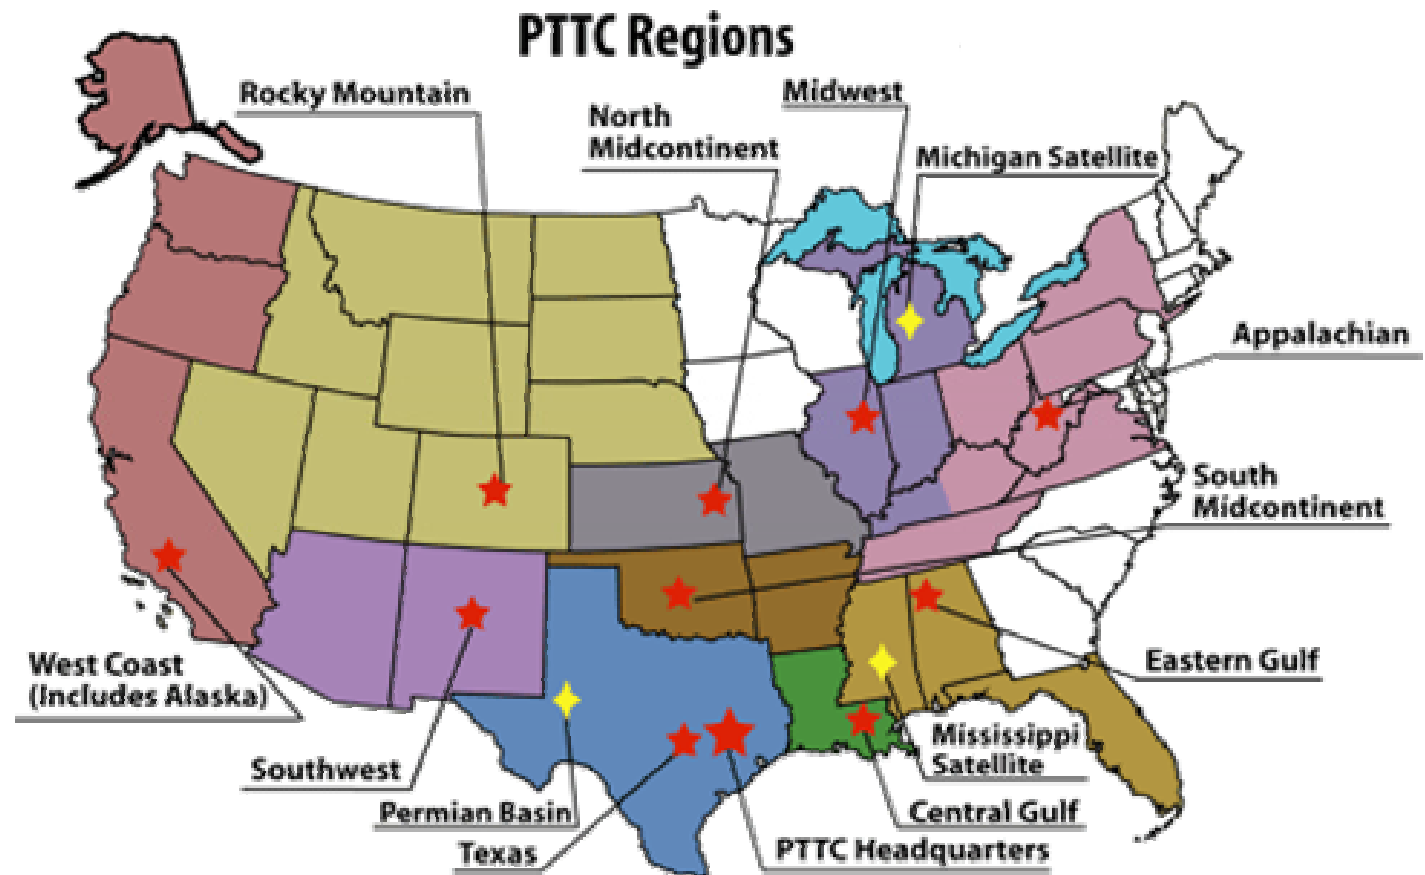 PTTC Regions
Rocky Mountain
Midwest
North
Midcontinent
Michigan Satellite
Appalachian
South
Midcontinent
West Coast
(Includes Alaska)
Eastern Gulf
Mississippi
Satellite
Southwest
Permian Basin
Central Gulf
Texas
PTTC Headquarters